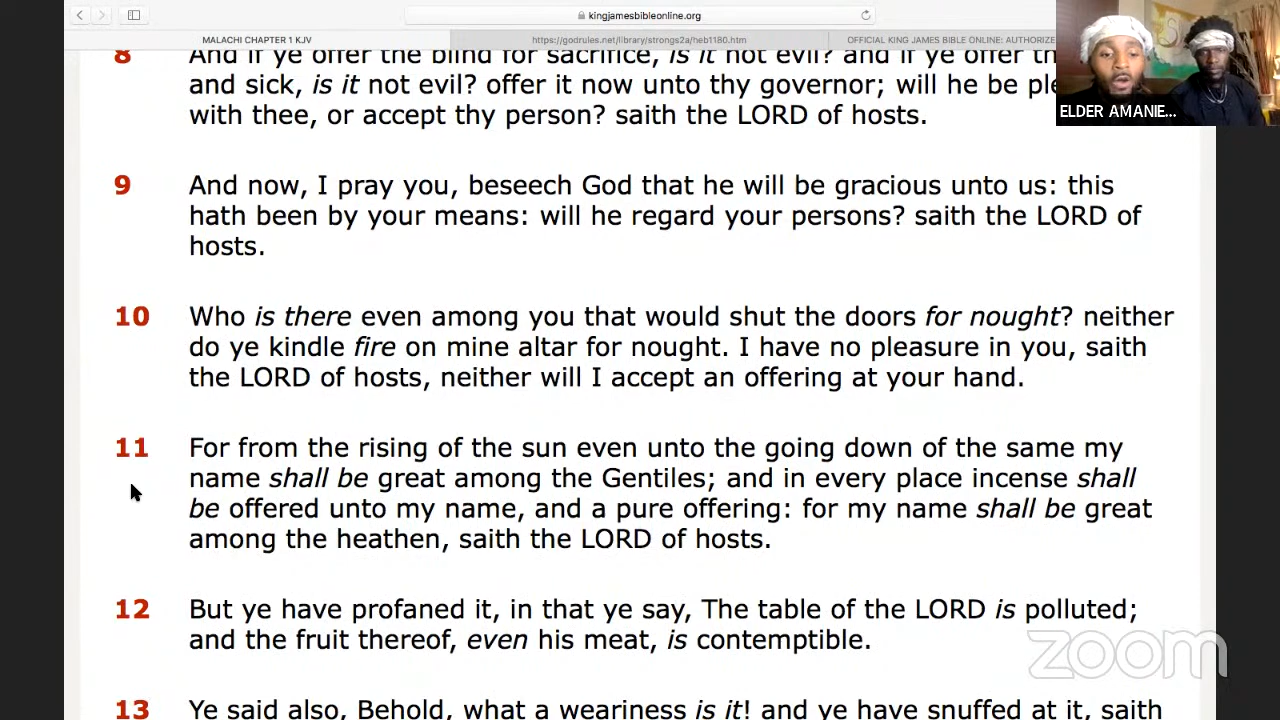 kingjamesbibleonline.org
MALACHI CHAPTER 1 KJV
https://godrules.net/library/strongs2a/heb1180.htm
OFFICIAL KING JAMES BIBLE ONLINE: AUTHORIZE
8 And if ye offer the blind for sacrifice, is it not evil? and if ye offer
and sick, is it not evil? offer it now unto thy governor; will he be
with thee, or accept thy person? saith the LORD of hosts.
ELDER AMANIE...
9 And now, I pray you, beseech God that he will be gracious unto us: this
hath been by your means: will he regard your persons? saith the LORD of
hosts.
10 Who is there even among you that would shut the doors for nought? neither
do ye kindle fire on mine altar for nought. I have no pleasure in you, saith
the LORD of hosts, neither will I accept an offering at your hand.
11 For from the rising of the sun even unto the going down of the same my
name shall be great among the Gentiles; and in every place incense shall
be offered unto my name, and a pure offering: for my name shall be great
among the heathen, saith the LORD of hosts.
12 But ye have profaned it, in that ye say, The table of the LORD is polluted;
and the fruit thereof, even his meat, is contemptible.
zoom
13 Ye said also, Behold, what a weariness is it! and ye have snuffed at it, saith